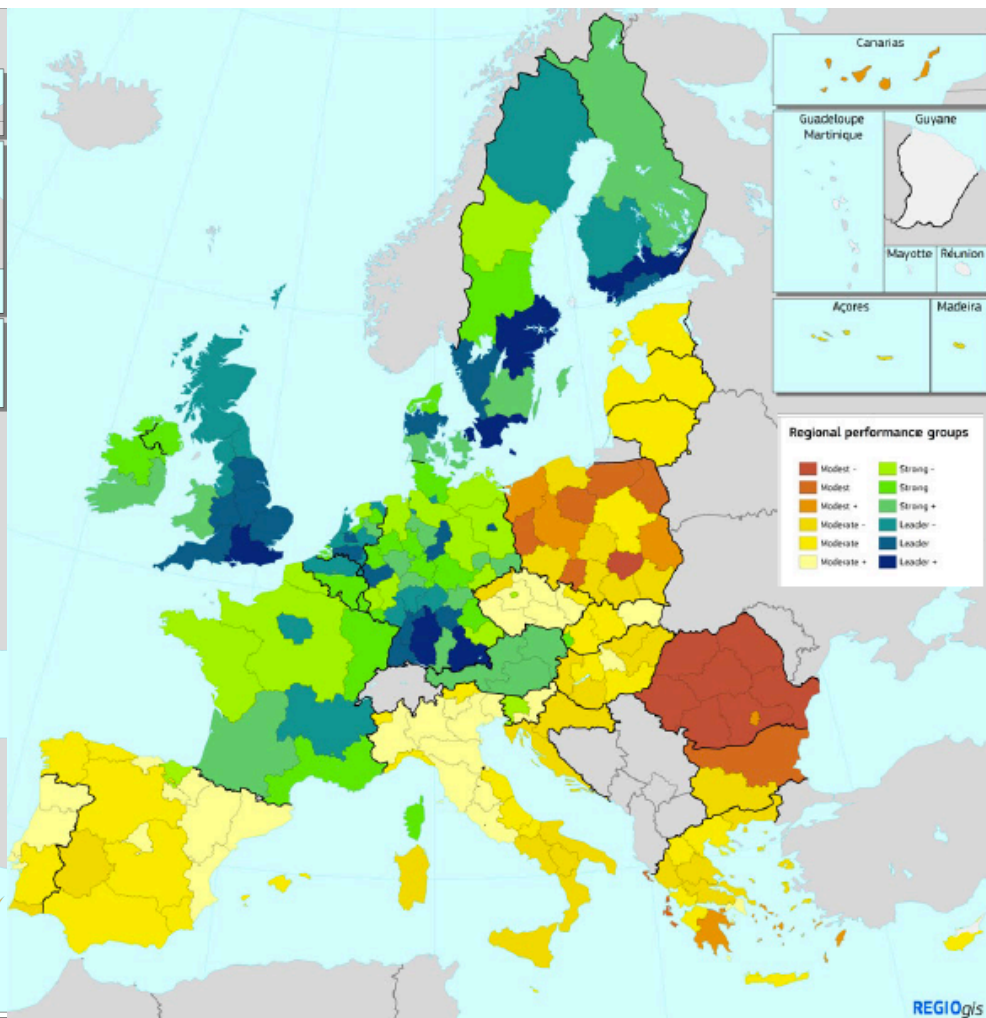 Canarias
Guadeloupe
Martinique
Guyane
Mayotte
Réunion
Açores
Madeira
Regional performance groups
Modest -
Strong -
Modest
Strong
Modest +
Strong +
Moderate -
Leader -
Moderate
Leader
Moderate +
Leader +
REGIOgis